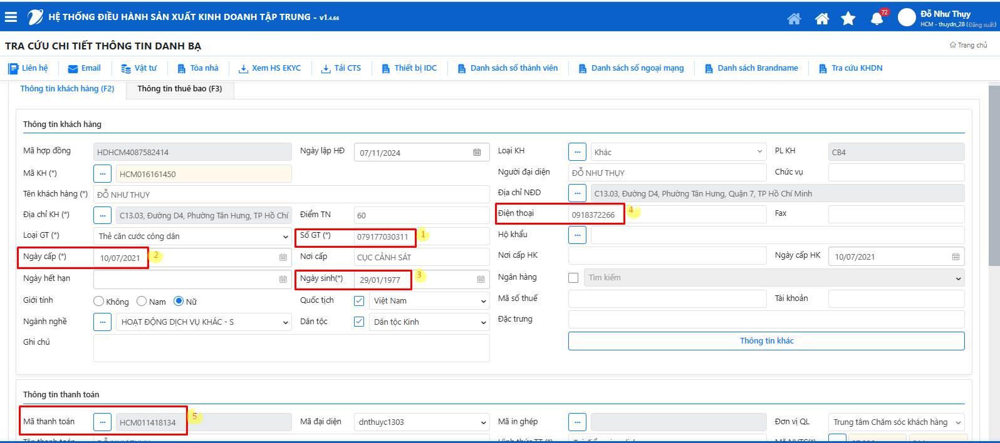 HỆ THỐNG ĐIỀU HÀNH SẢN XUẤT KINH DOANH TẬP TRUNG - v1.4.66
72
Đỗ Như Thụy
HCM - thuydn_28 (Đăng xuất)
TRA CỨU CHI TIẾT THÔNG TIN DANH BẠ
Trang chủ
Liên hệ Email Vật tư Tòa nhà Xem HS EKYC Tải CTS Thiết bị IDC Danh sách số thành viên Danh sách số ngoại mạng Danh sách Brandname Tra cứu KHDN
Thông tin khách hàng (F2) Thông tin thuê bao (F3)
Thông tin khách hàng
Mã hợp đồng HDHCM4087582414 Ngày lập HĐ 07/11/2024 Loại KH ... Khác PL KH CB4
Mã KH (*) ... HCM016161450 Người đại diện ĐỖ NHƯ THỤY Chức vụ
Tên khách hàng (*) ĐỖ NHƯ THỤY Địa chỉ NĐD ... C13.03, Đường D4, Phường Tân Hưng, Quận 7, TP Hồ Chí Minh
Địa chỉ KH (*) ... C13.03, Đường D4, Phường Tân Hưng, TP Hồ Chí Điểm TN 60 Điện thoại 0918372266 4 Fax
Loại GT (*) Thẻ căn cước công dân Số GT (*) 079177030311 1 Hộ khẩu ...
Ngày cấp (*) 10/07/2021 2 Nơi cấp CỤC CẢNH SÁT Nơi cấp HK Ngày cấp HK 10/07/2021
Ngày hết hạn Ngày sinh(*) 29/01/1977 3 Ngân hàng Tìm kiếm
Giới tính Không Nam Nữ Quốc tịch Việt Nam Mã số thuế Tài khoản
Ngành nghề ... HOẠT ĐỘNG DỊCH VỤ KHÁC - S Dân tộc Dân tộc Kinh Đặc trưng
Ghi chú Thông tin khác
Thông tin thanh toán
Mã thanh toán ... HCM011418134 5 Mã đại diện dnthuyc1303 Mã in ghép ... Đơn vị QL Trung tâm Chăm sóc khách hàng